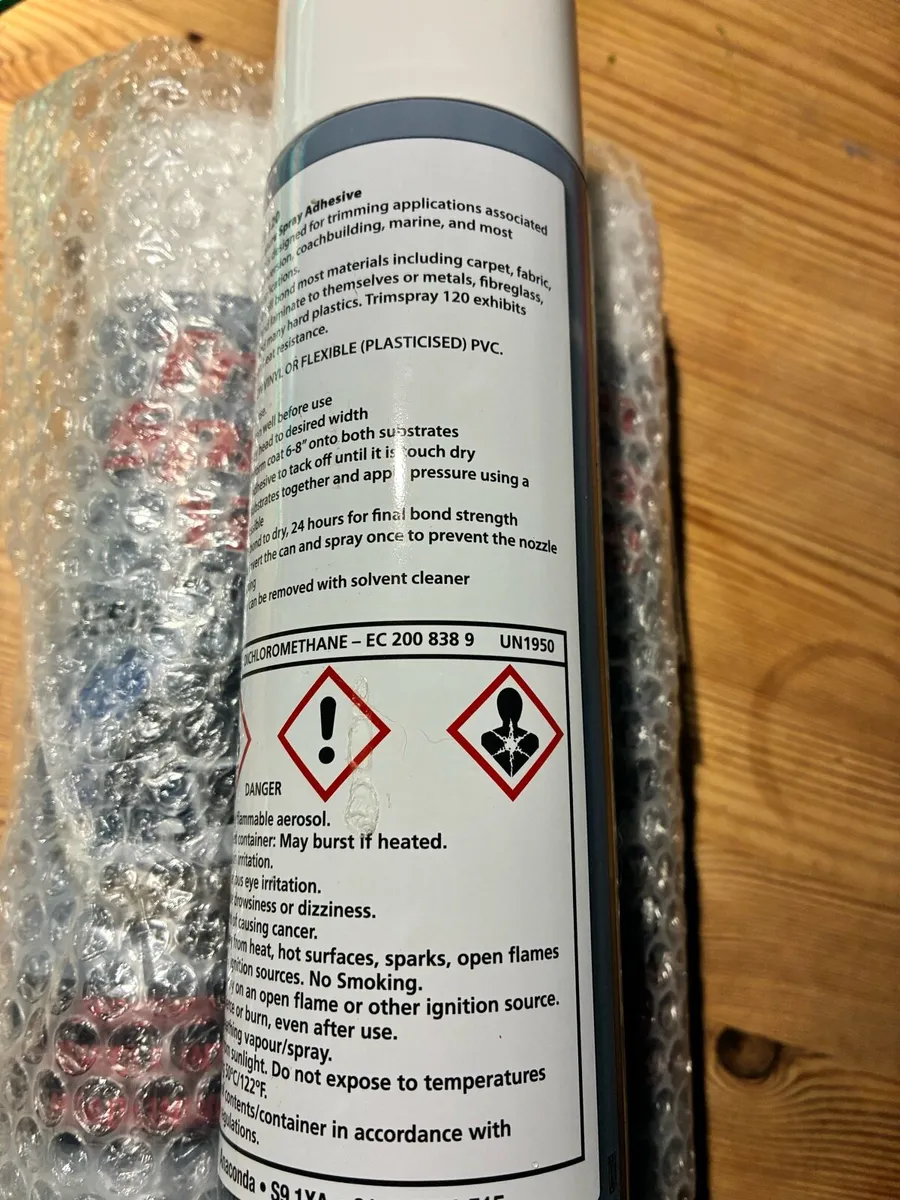 Spray Adhesive
designed for trimming applications associated
coachbuilding, marine, and most
bond most materials including carpet, fabric,
laminate to themselves or metals, fibreglass,
many hard plastics. Trimspray 120 exhibits
resistance.
VINYL OR FLEXIBLE (PLASTICISED) PVC.
well before use
head to desired width
coat 6-8" onto both substrates
adhesive to tack off until it is touch dry
substrates together and apply pressure using a
to dry, 24 hours for final bond strength
invert the can and spray once to prevent the nozzle
can be removed with solvent cleaner
DICHLOROMETHANE – EC 200 838 9 UN1950
DANGER
flammable aerosol.
container: May burst if heated.
irritation.
eye irritation.
drowsiness or dizziness.
of causing cancer.
from heat, hot surfaces, sparks, open flames
ignition sources. No Smoking.
on an open flame or other ignition source.
or burn, even after use.
vapour/spray.
sunlight. Do not expose to temperatures
50°C/122°F.
contents/container in accordance with
Anaconda • S9 1XA